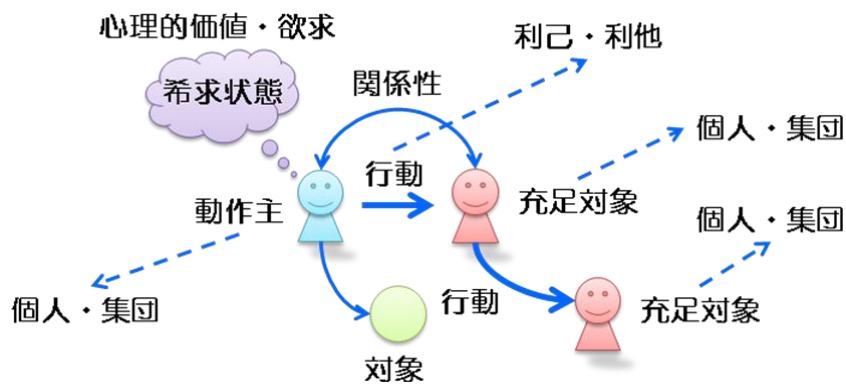 心理的価値・欲求
利己・利他
希求状態
関係性
個人・集団
行動
充足対象
動作主
個人・集団
個人・集団
行動
充足対象
対象